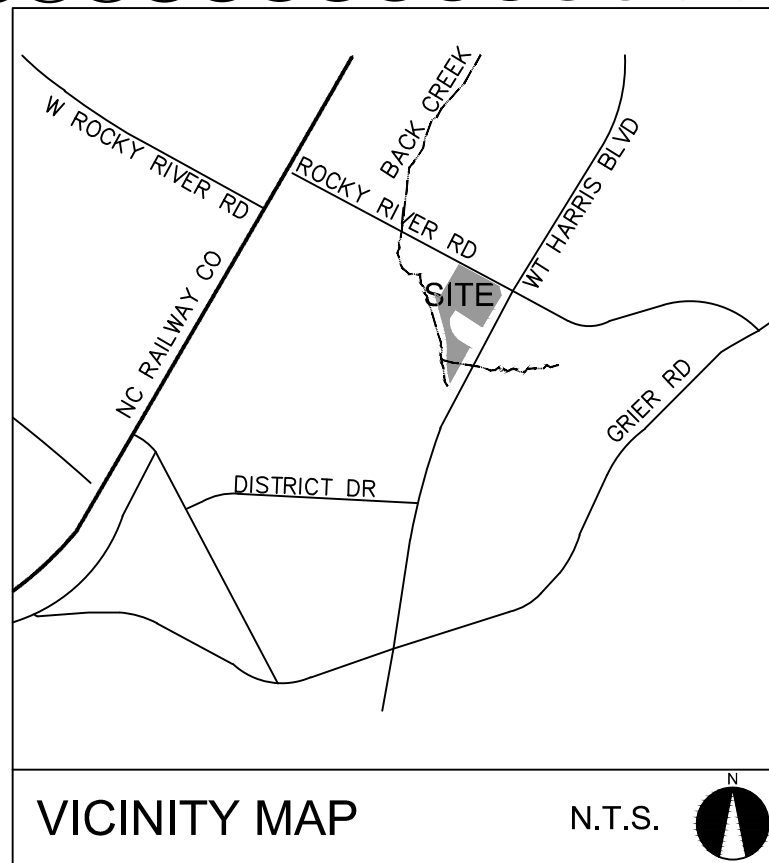 BACK CREEK
W ROCKY RIVER RD
WT HARRIS BLVD
ROCKY RIVER RD
SITE
NC RAILWAY CO
GRIER RD
DISTRICT DR
VICINITY MAP
N.T.S.
N